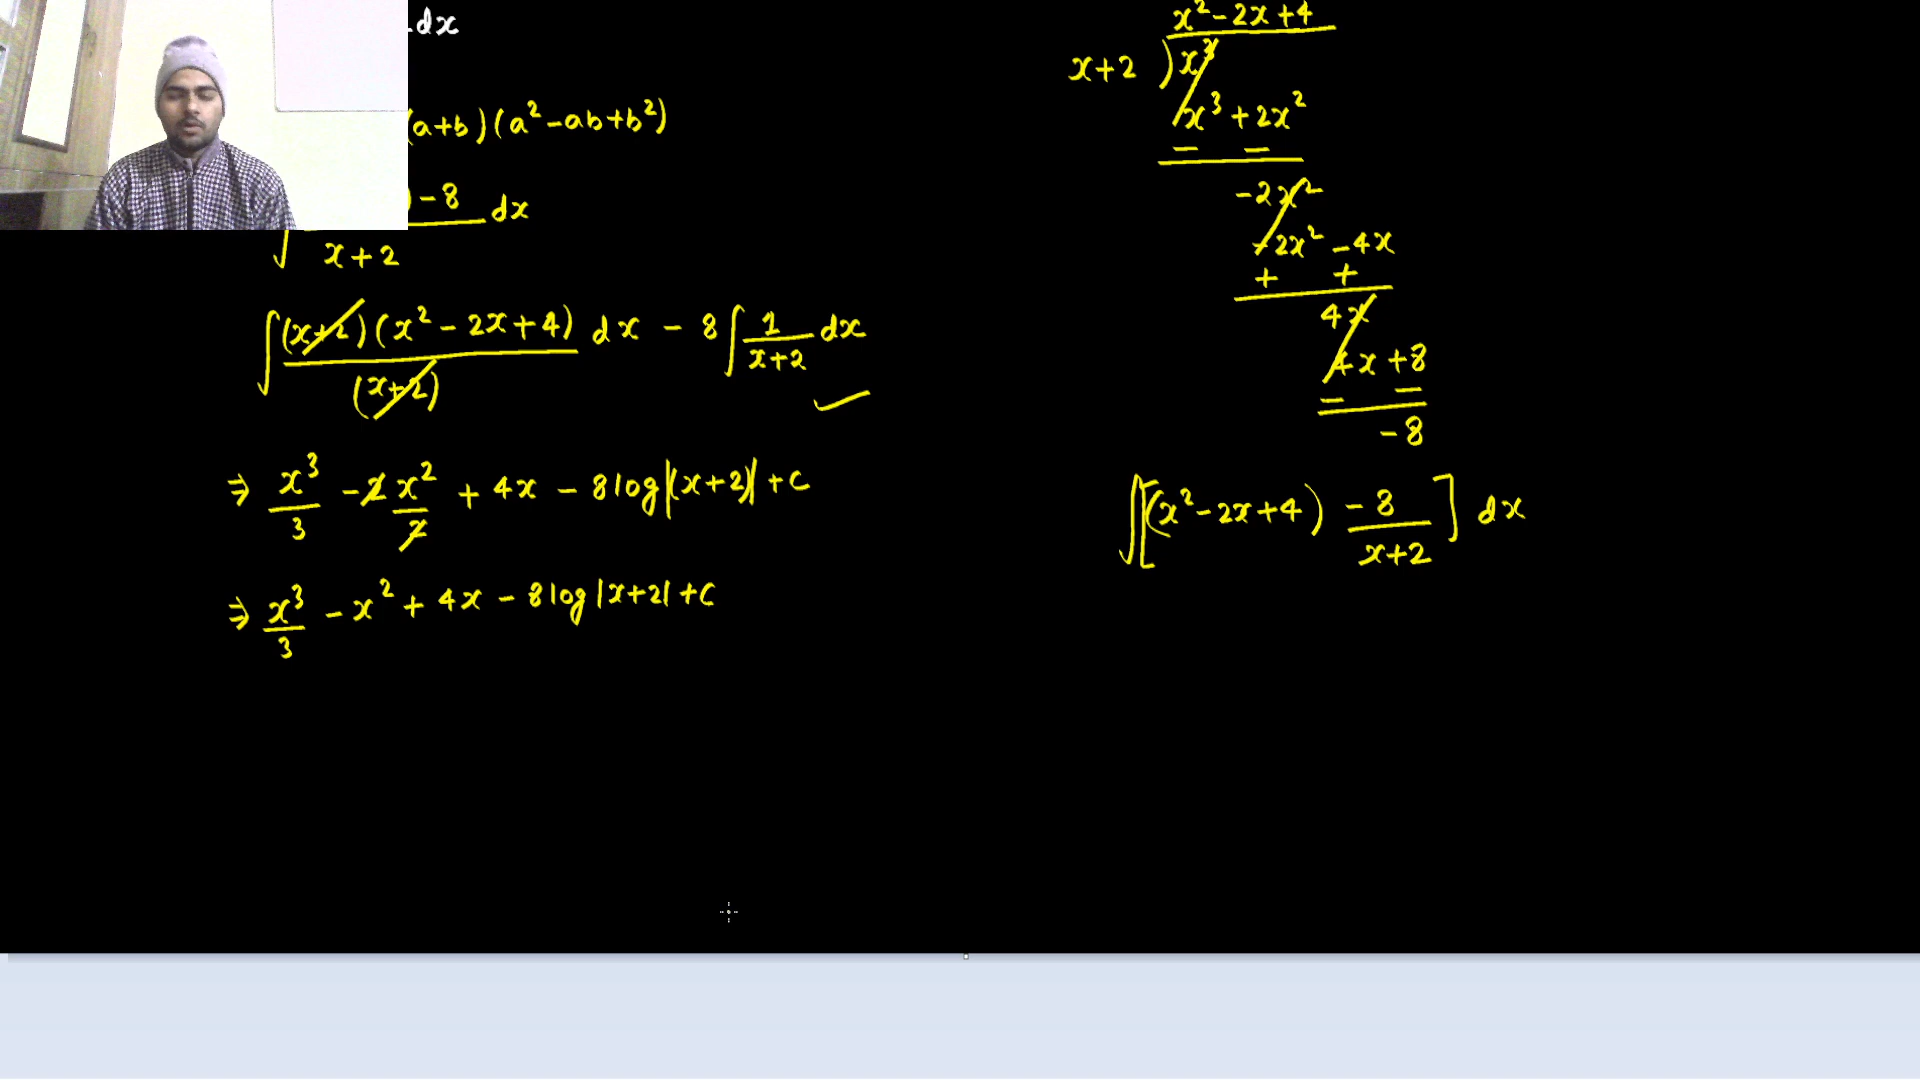 dx
(a+b)(a²-ab+b²)
)-8 dx
x+2
∫ (x+2)(x²-2x+4) dx - 8 ∫ 1 dx
(x+2) x+2
⇒ x³ - 2x² + 4x - 8log|(x+2)| + c
3 2
⇒ x³ - x² + 4x - 8log|x+2| + c
3
x²-2x+4
x+2 ) x³
x³ + 2x²
- -
-2x²
-2x² - 4x
+ +
4x
4x + 8
- -
-8
∫[(x²-2x+4) -8 ] dx
x+2